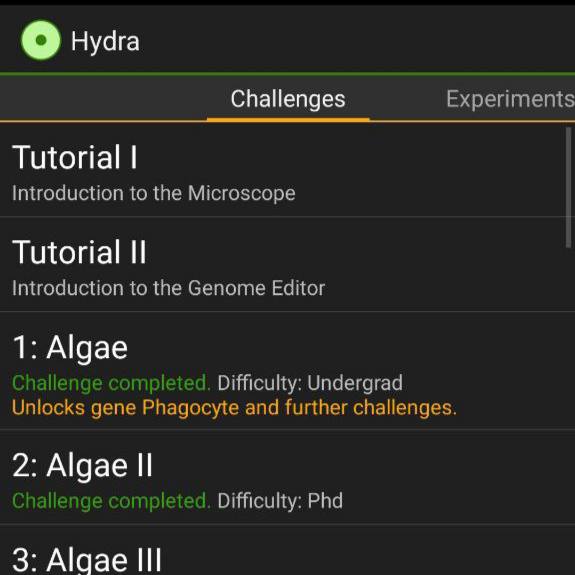 Hydra
Challenges Experiments
Tutorial I
Introduction to the Microscope
Tutorial II
Introduction to the Genome Editor
1: Algae
Challenge completed. Difficulty: Undergrad
Unlocks gene Phagocyte and further challenges.
2: Algae II
Challenge completed. Difficulty: Phd
3: Algae III